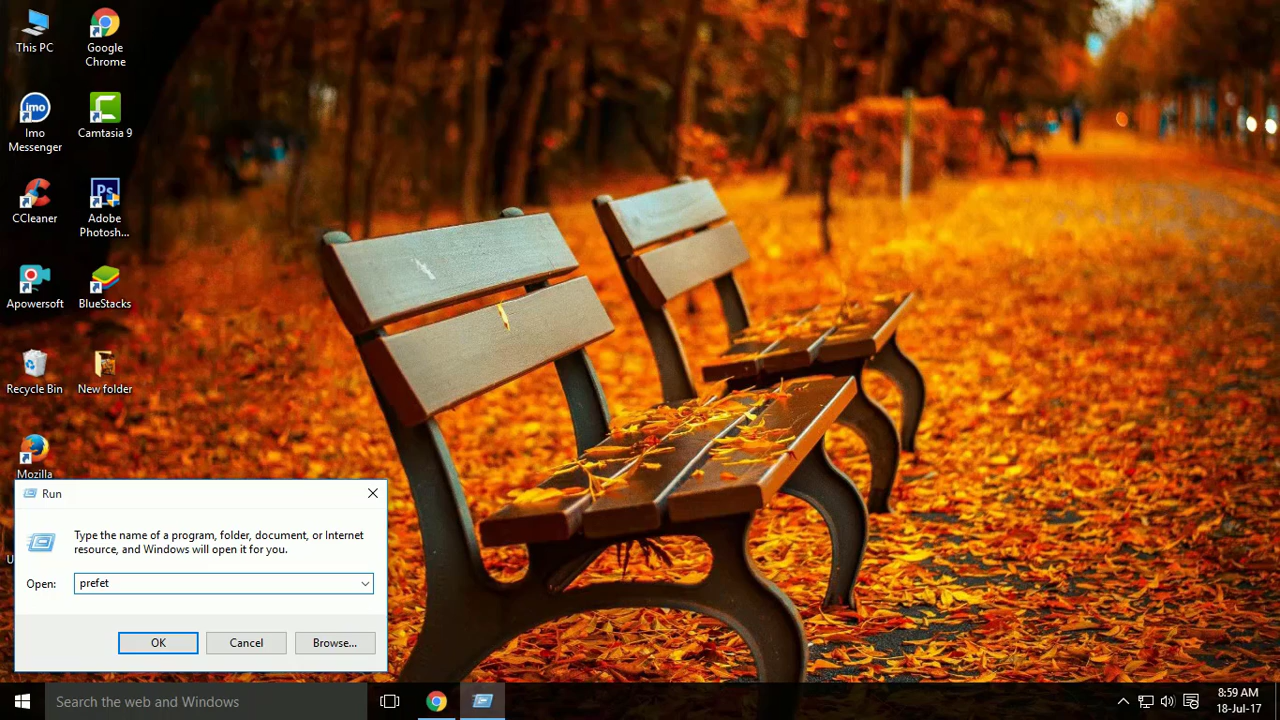 This PC
Google
Chrome
imo
Imo
Messenger
Camtasia 9
CCleaner
Ps
Adobe
Photosh...
Apowersoft
BlueStacks
Recycle Bin
New folder
Mozilla
Run
Type the name of a program, folder, document, or Internet
resource, and Windows will open it for you.
Open:
prefet
OK
Cancel
Browse...
Search the web and Windows
8:59 AM
18-Jul-17